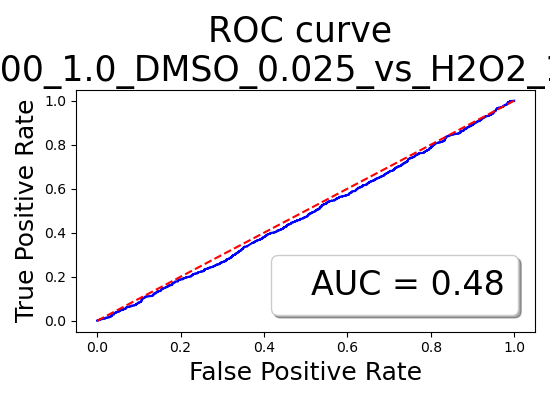 ROC curve
00_1.0_DMSO_0.025_vs_H2O2_
True Positive Rate
1.0
0.8
0.6
0.4
0.2
0.0
AUC = 0.48
0.0 0.2 0.4 0.6 0.8 1.0
False Positive Rate